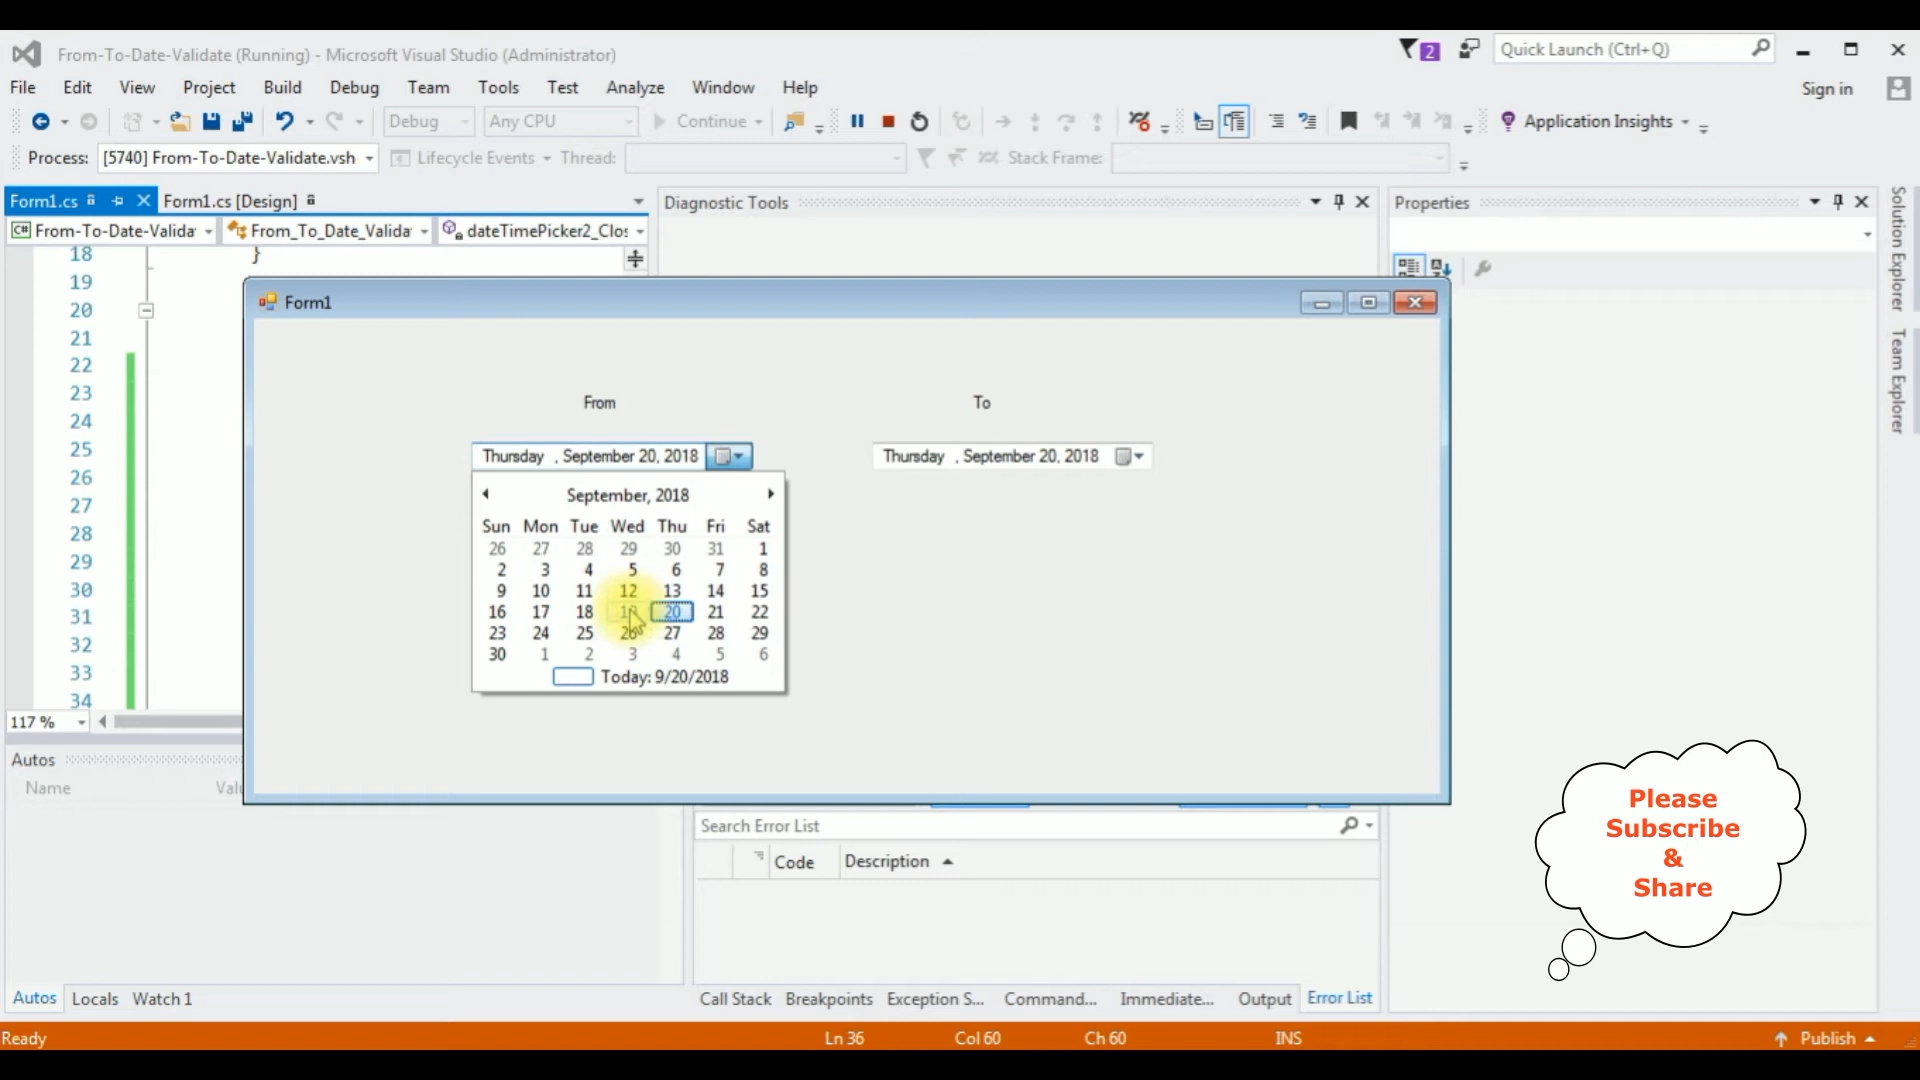 From-To-Date-Validate (Running) - Microsoft Visual Studio (Administrator)
2
Quick Launch (Ctrl+Q)
File Edit View Project Build Debug Team Tools Test Analyze Window Help
Sign in
Debug Any CPU Continue Application Insights
Process: [5740] From-To-Date-Validate.vsh Lifecycle Events Thread: Stack Frame:
Form1.cs Form1.cs [Design]
Diagnostic Tools
Properties
C# From-To-Date-Valida From_To_Date_Valida dateTimePicker2_Clos
Solution Explorer
Team Explorer
18 }
19
20
21
22
23
24
25
26
27
28
29
30
31
32
33
34
117 %
Form1
From To
Thursday , September 20, 2018
Thursday , September 20, 2018
September, 2018
Sun Mon Tue Wed Thu Fri Sat
26 27 28 29 30 31 1
2 3 4 5 6 7 8
9 10 11 12 13 14 15
16 17 18 19 20 21 22
23 24 25 26 27 28 29
30 1 2 3 4 5 6
Today: 9/20/2018
Autos
Name
Search Error List
Code Description
Please
Subscribe
&
Share
Autos Locals Watch 1
Call Stack Breakpoints Exception S... Command... Immediate... Output Error List
Ready Ln 36 Col 60 Ch 60 INS Publish